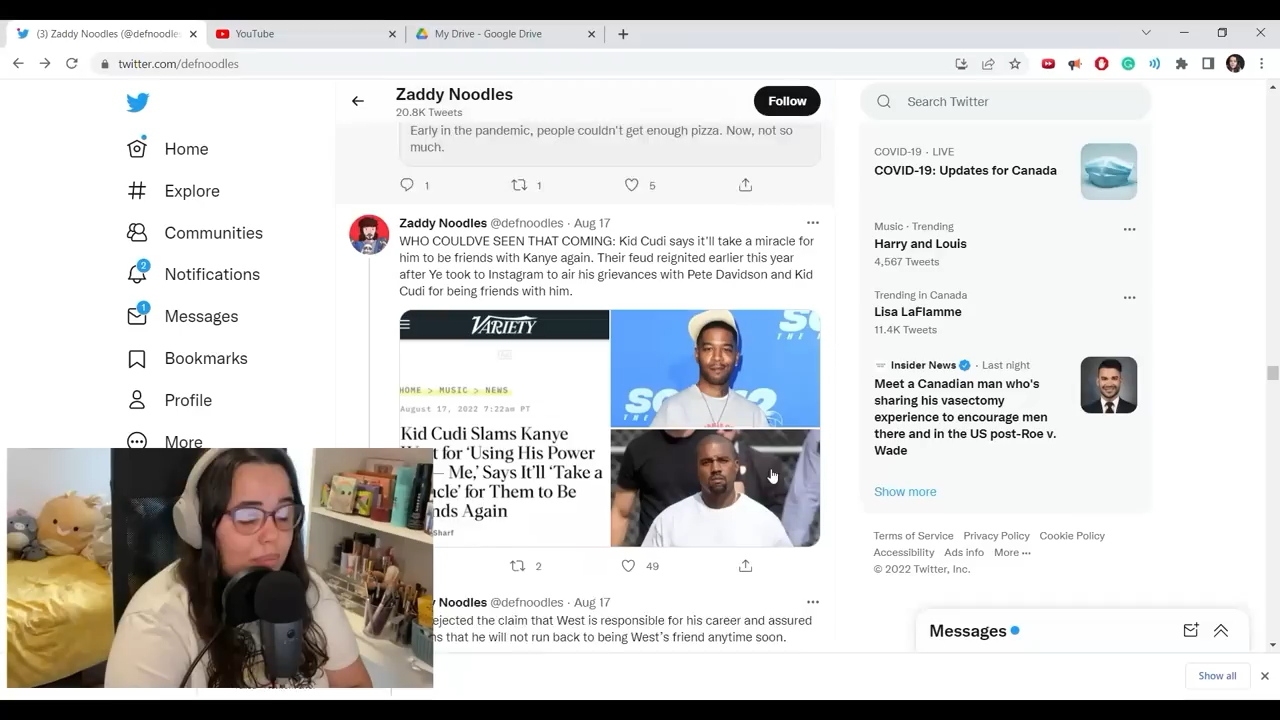 (3) Zaddy Noodles (@defnoodles
YouTube
My Drive - Google Drive
twitter.com/defnoodles
Home
Explore
Communities
2
Notifications
1
Messages
Bookmarks
Profile
More
Zaddy Noodles
20.8K Tweets
Follow
Early in the pandemic, people couldn't get enough pizza. Now, not so
much.
1
1
5
Zaddy Noodles @defnoodles · Aug 17
WHO COULDVE SEEN THAT COMING: Kid Cudi says it'll take a miracle for
him to be friends with Kanye again. Their feud reignited earlier this year
after Ye took to Instagram to air his grievances with Pete Davidson and Kid
Cudi for being friends with him.
VARIETY
Ad
HOME > MUSIC > NEWS
August 17, 2022 7:22am PT
Kid Cudi Slams Kanye
t for 'Using His Power
— Me,' Says It'll 'Take a
cle' for Them to Be
nds Again
Sharf
2
49
y Noodles @defnoodles · Aug 17
ejected the claim that West is responsible for his career and assured
ns that he will not run back to being West's friend anytime soon.
Search Twitter
COVID-19 · LIVE
COVID-19: Updates for Canada
Music · Trending
Harry and Louis
4,567 Tweets
Trending in Canada
Lisa LaFlamme
11.4K Tweets
Insider News · Last night
Meet a Canadian man who's
sharing his vasectomy
experience to encourage men
there and in the US post-Roe v.
Wade
Show more
Terms of Service Privacy Policy Cookie Policy
Accessibility Ads info More ···
© 2022 Twitter, Inc.
Messages
Show all